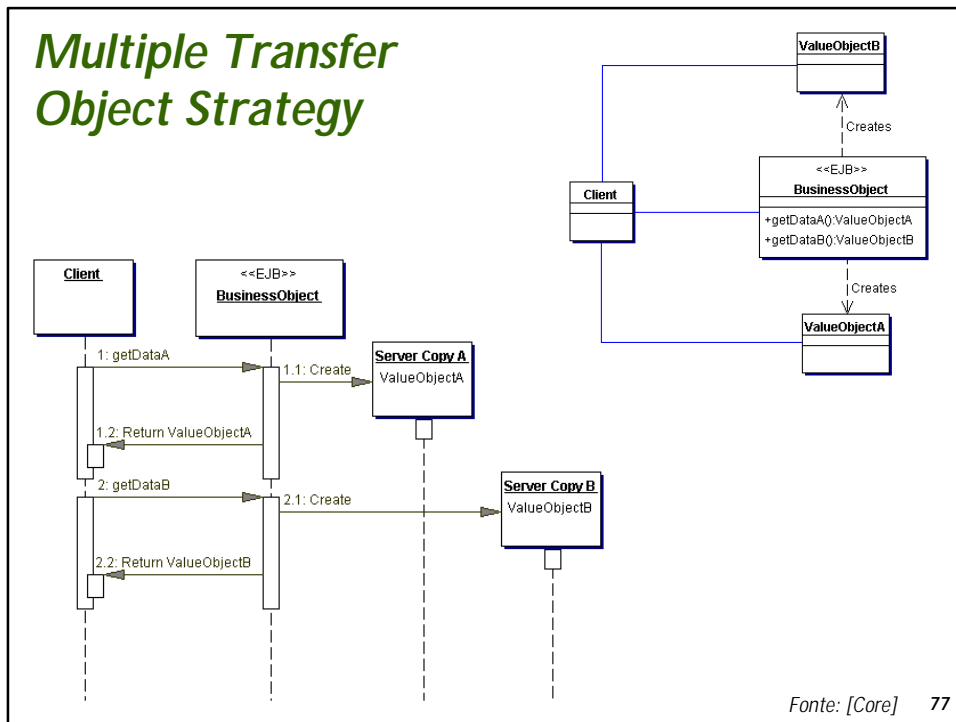 Multiple Transfer
Object Strategy
ValueObjectB
Creates
<<EJB>>
BusinessObject
+getDataA():ValueObjectA
+getDataB():ValueObjectB
Client
Creates
ValueObjectA
Client
<<EJB>>
BusinessObject
1: getDataA
1.1: Create
Server Copy A
ValueObjectA
1.2: Return ValueObjectA
2: getDataB
2.1: Create
Server Copy B
ValueObjectB
2.2: Return ValueObjectB
Fonte: [Core] 77